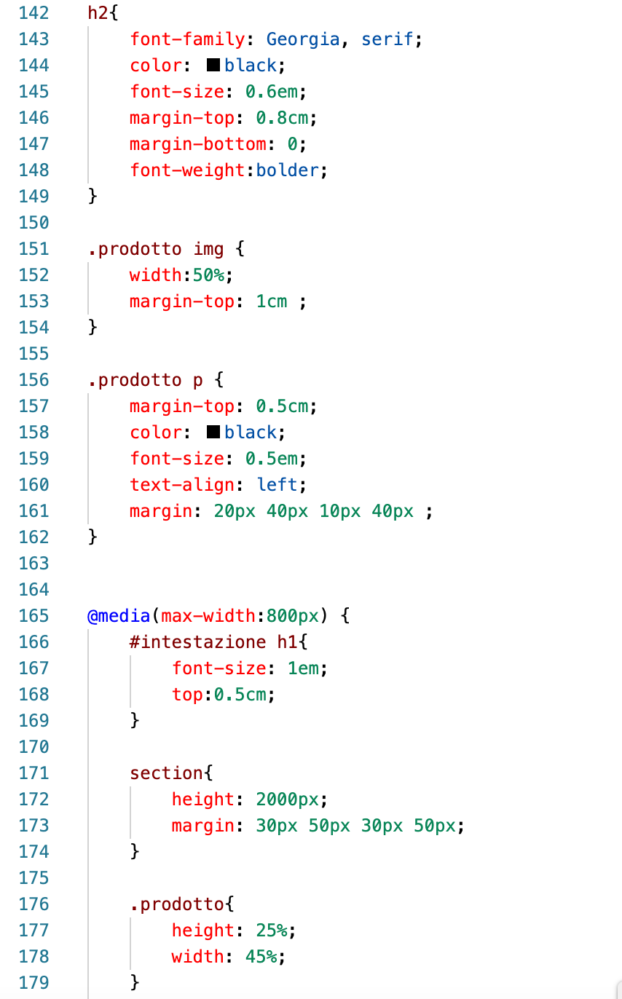 142 h2{
143 font-family: Georgia, serif;
144 color: black;
145 font-size: 0.6em;
146 margin-top: 0.8cm;
147 margin-bottom: 0;
148 font-weight:bolder;
149 }
150
151 .prodotto img {
152 width:50%;
153 margin-top: 1cm ;
154 }
155
156 .prodotto p {
157 margin-top: 0.5cm;
158 color: black;
159 font-size: 0.5em;
160 text-align: left;
161 margin: 20px 40px 10px 40px ;
162 }
163
164
165 @media(max-width:800px) {
166 #intestazione h1{
167 font-size: 1em;
168 top:0.5cm;
169 }
170
171 section{
172 height: 2000px;
173 margin: 30px 50px 30px 50px;
174 }
175
176 .prodotto{
177 height: 25%;
178 width: 45%;
179 }